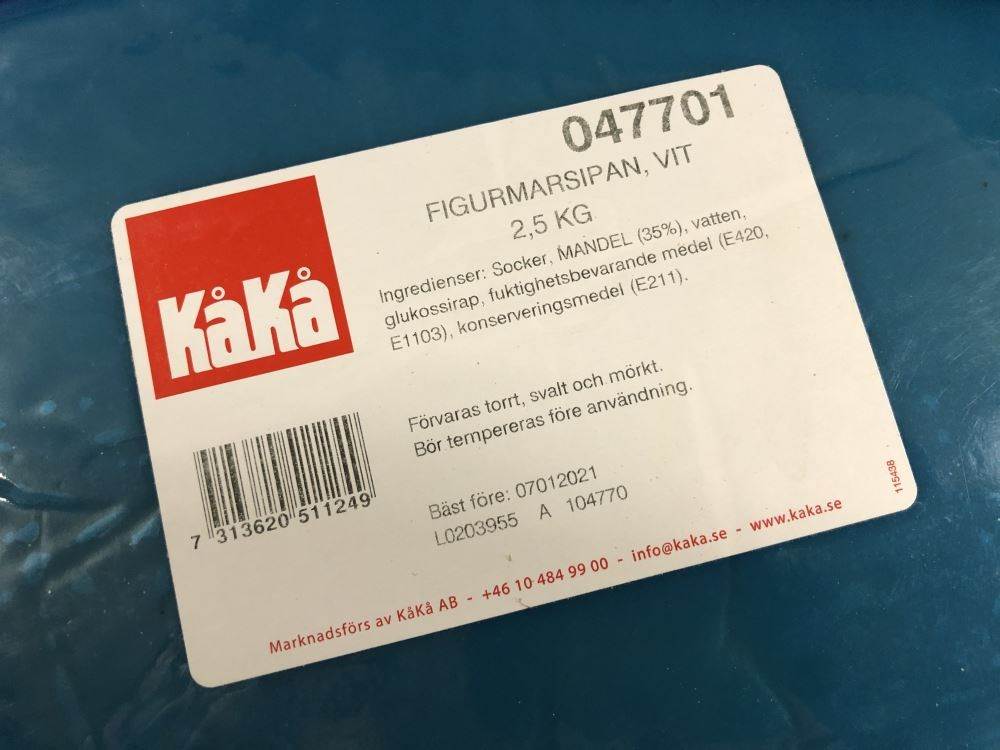 047701
FIGURMARSIPAN, VIT
2,5 KG
Ingredienser: Socker, MANDEL (35%), vatten,
glukossirap, fuktighetsbevarande medel (E420,
E1103), konserveringsmedel (E211).
KåKå
Förvaras torrt, svalt och mörkt.
Bör tempereras före användning.
Bäst före: 07012021
L0203955 A 104770
7 313620 511249
115438
Marknadsförs av KåKå AB - +46 10 484 99 00 - info@kaka.se - www.kaka.se